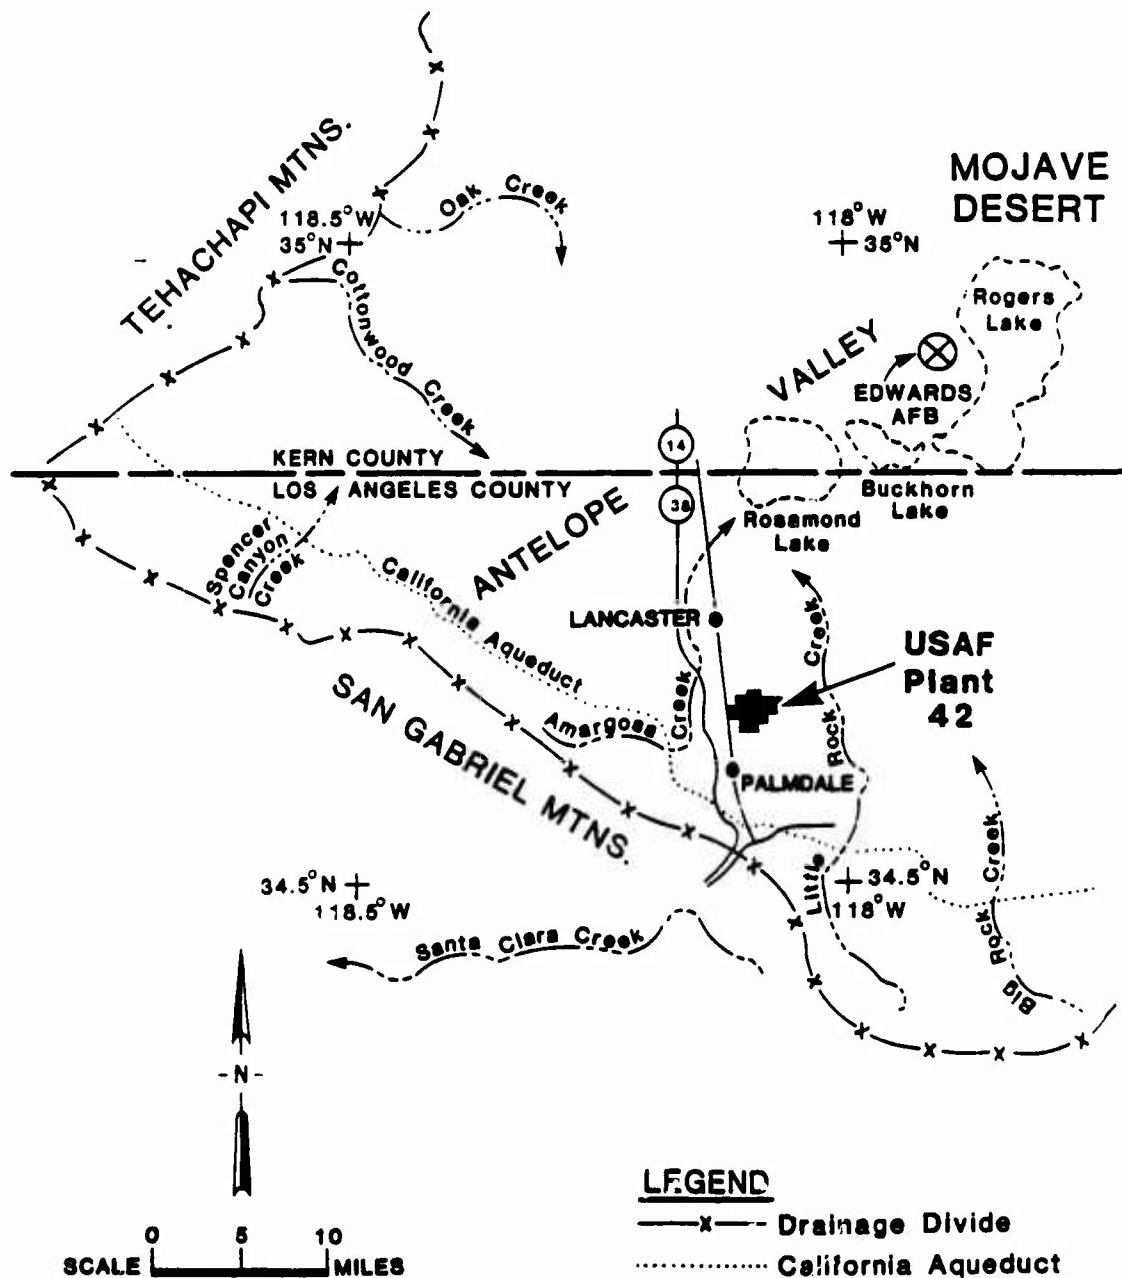 TEHACHAPI MTNS.
Oak Creek
MOJAVE
DESERT
118.5°W
35°N
118°W
35°N
Cottonwood Creek
Rogers
Lake
VALLEY
EDWARDS
AFB
14
KERN COUNTY
LOS ANGELES COUNTY
38
Buckhorn
Lake
Rosamond
Lake
ANTELOPE
Spencer
Canyon
Creek
California Aqueduct
LANCASTER
USAF
Plant
42
SAN GABRIEL MTNS.
Amargosa Creek
PALMDALE
Little Rock Creek
Big Rock Creek
34.5°N
118.5°W
34.5°N
118°W
Santa Clara Creek
-N-
LEGEND
Drainage Divide
California Aqueduct
0 5 10
SCALE MILES